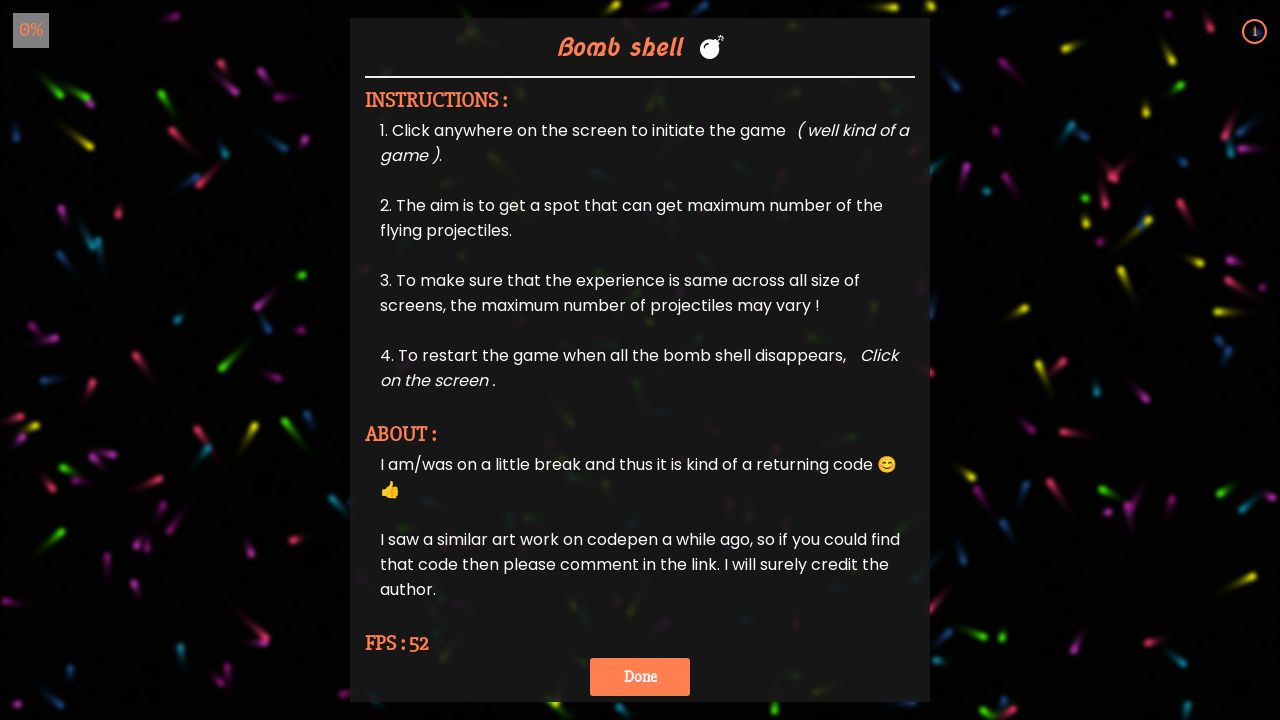 0%
i
Bomb shell 💣
INSTRUCTIONS :
1. Click anywhere on the screen to initiate the game ( well kind of a
game ).
2. The aim is to get a spot that can get maximum number of the
flying projectiles.
3. To make sure that the experience is same across all size of
screens, the maximum number of projectiles may vary !
4. To restart the game when all the bomb shell disappears, Click
on the screen .
ABOUT :
I am/was on a little break and thus it is kind of a returning code 😊
👍
I saw a similar art work on codepen a while ago, so if you could find
that code then please comment in the link. I will surely credit the
author.
FPS : 52
Done